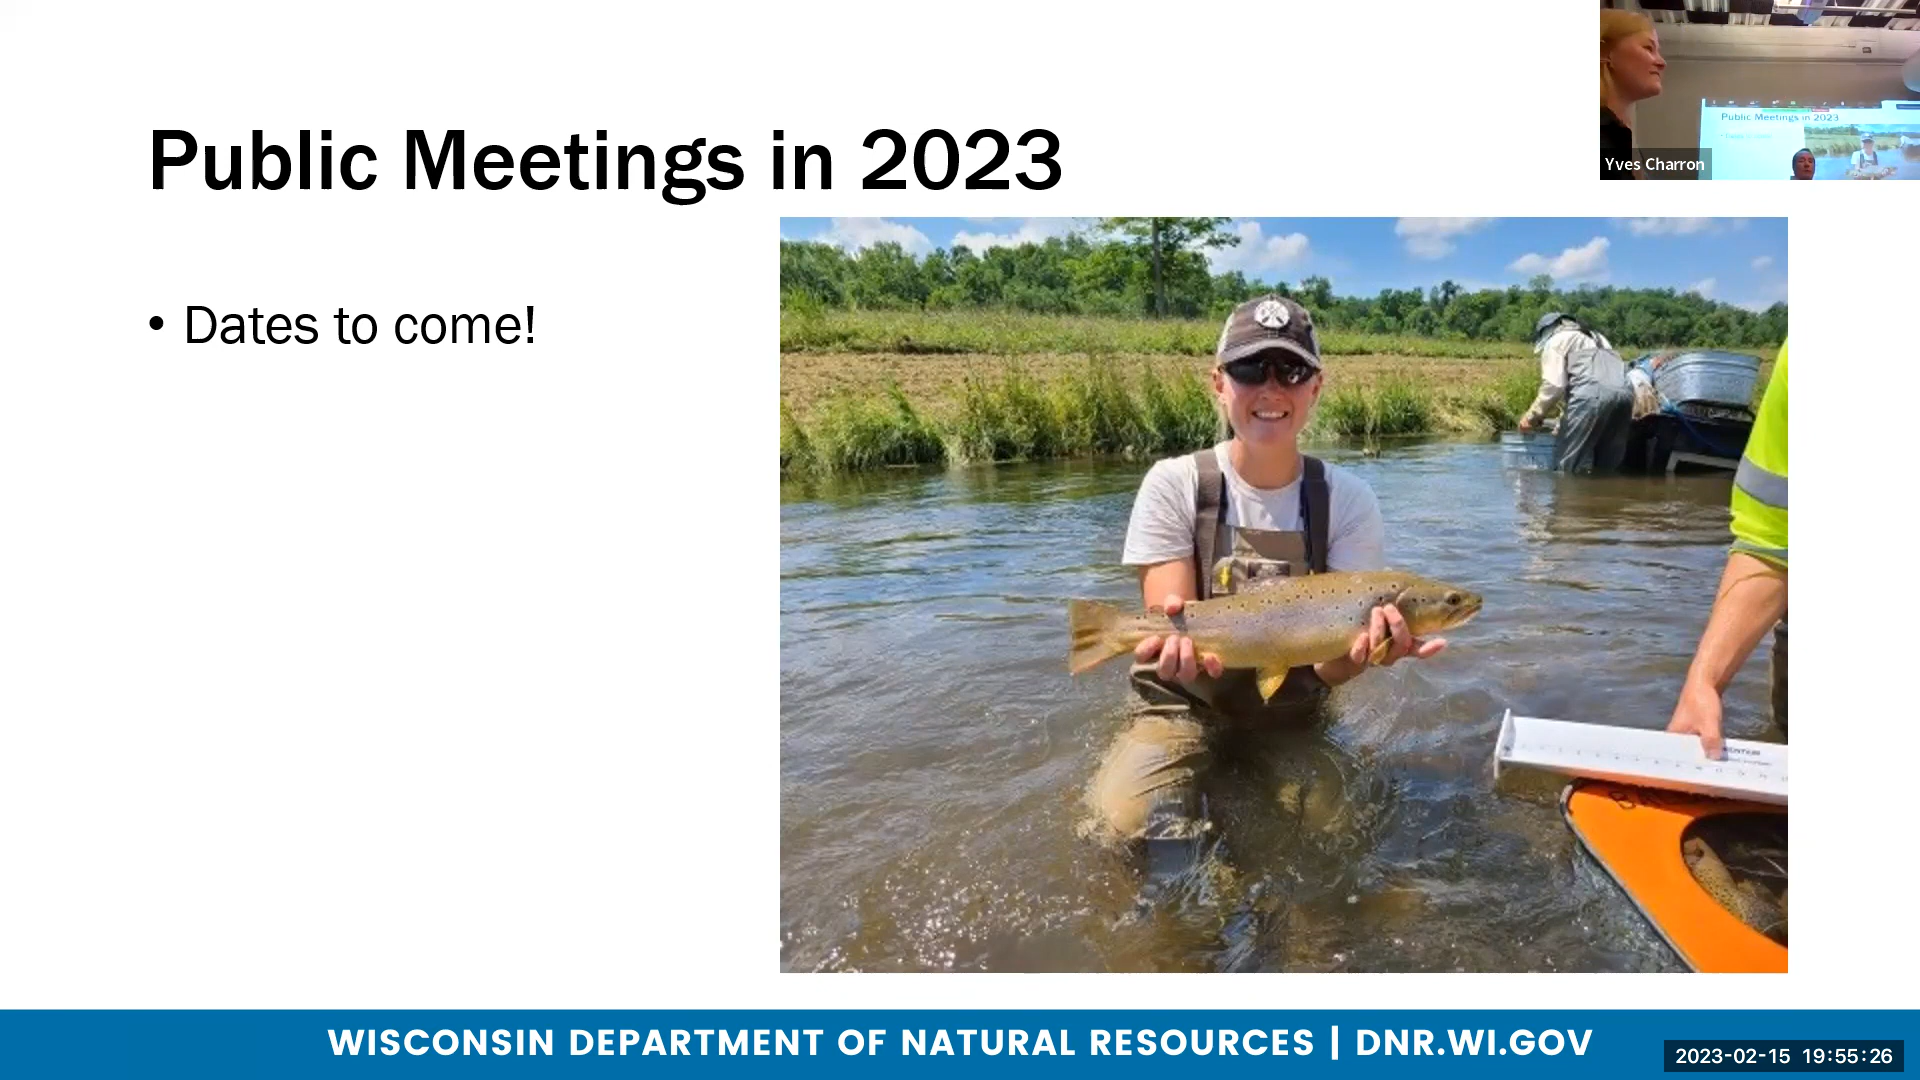 Public Meetings in 2023
• Dates to come!
Yves Charron
Public Meetings in 2023
WISCONSIN DEPARTMENT OF NATURAL RESOURCES | DNR.WI.GOV
2023-02-15 19:55:26